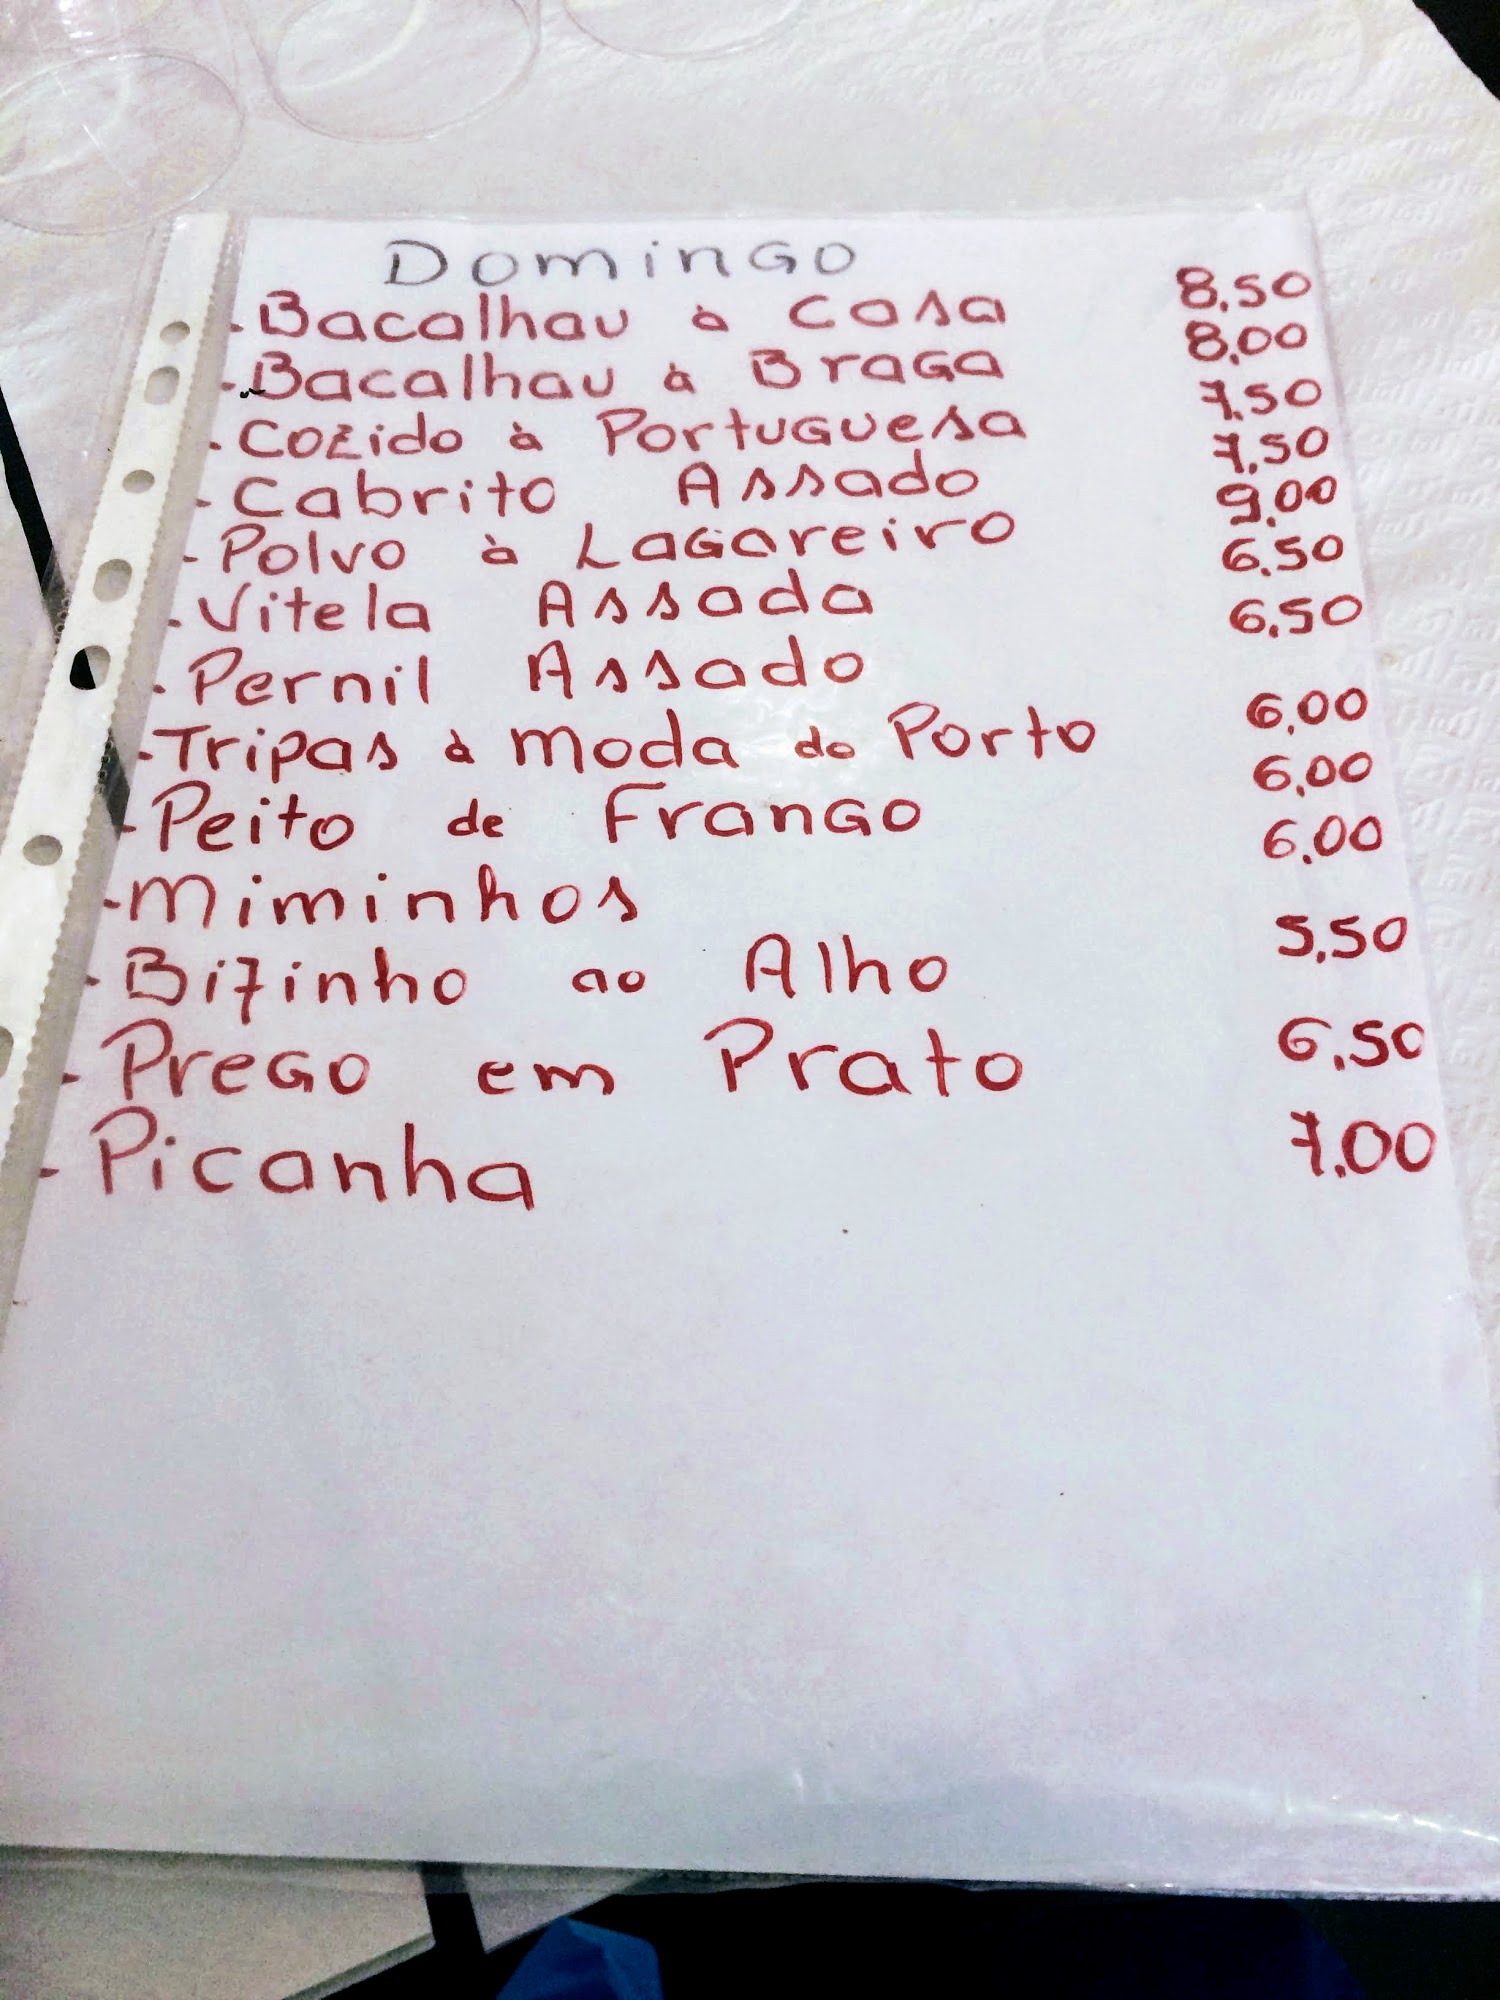 Domingo
- Bacalhau à Casa 8,50
- Bacalhau à Braga 8,00
- Cozido à Portuguesa 7,50
- Cabrito Assado 7,50
- Polvo à Lagareiro 9,00
- Vitela Assada 6,50
- Pernil Assado 6,50
- Tripas à moda do Porto 6,00
- Peito de Frango 6,00
- Miminhos 6,00
- Bifinho ao Alho 5,50
- Prego em Prato 6,50
- Picanha 7,00